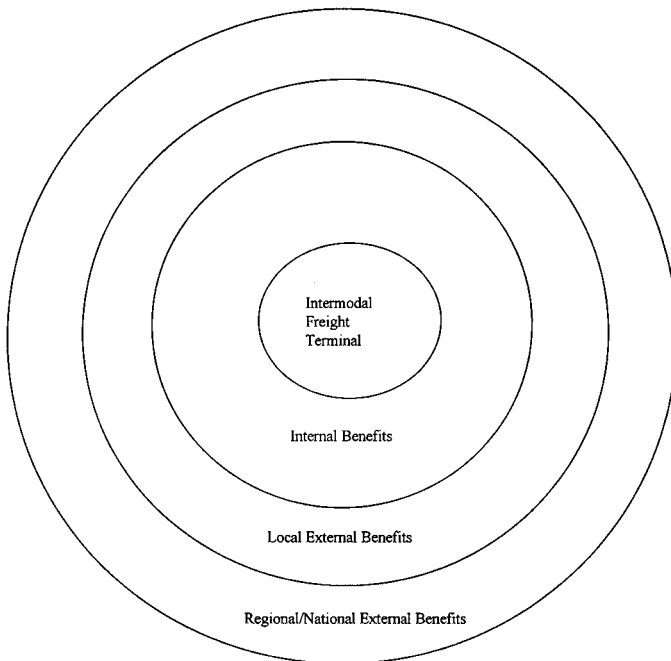 Intermodal
Freight
Terminal
Internal Benefits
Local External Benefits
Regional/National External Benefits